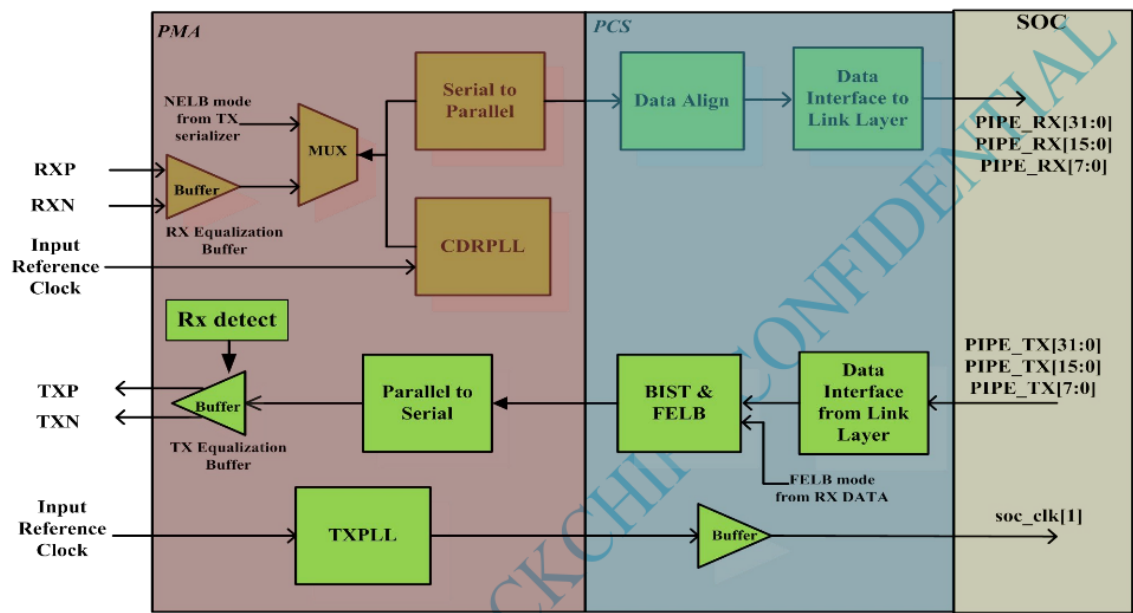 PMA
PCS
SOC
NELB mode
from TX
serializer
MUX
Serial to
Parallel
Data Align
Data
Interface to
Link Layer
PIPE_RX[31:0]
PIPE_RX[15:0]
PIPE_RX[7:0]
RXP
RXN
Buffer
RX Equalization
Buffer
Input
Reference
Clock
CDRPLL
Rx detect
TXP
TXN
Buffer
TX Equalization
Buffer
Parallel to
Serial
BIST &
FELB
Data
Interface
from Link
Layer
PIPE_TX[31:0]
PIPE_TX[15:0]
PIPE_TX[7:0]
FELB mode
from RX DATA
Input
Reference
Clock
TXPLL
Buffer
soc_clk[1]
CONFIDENTIAL